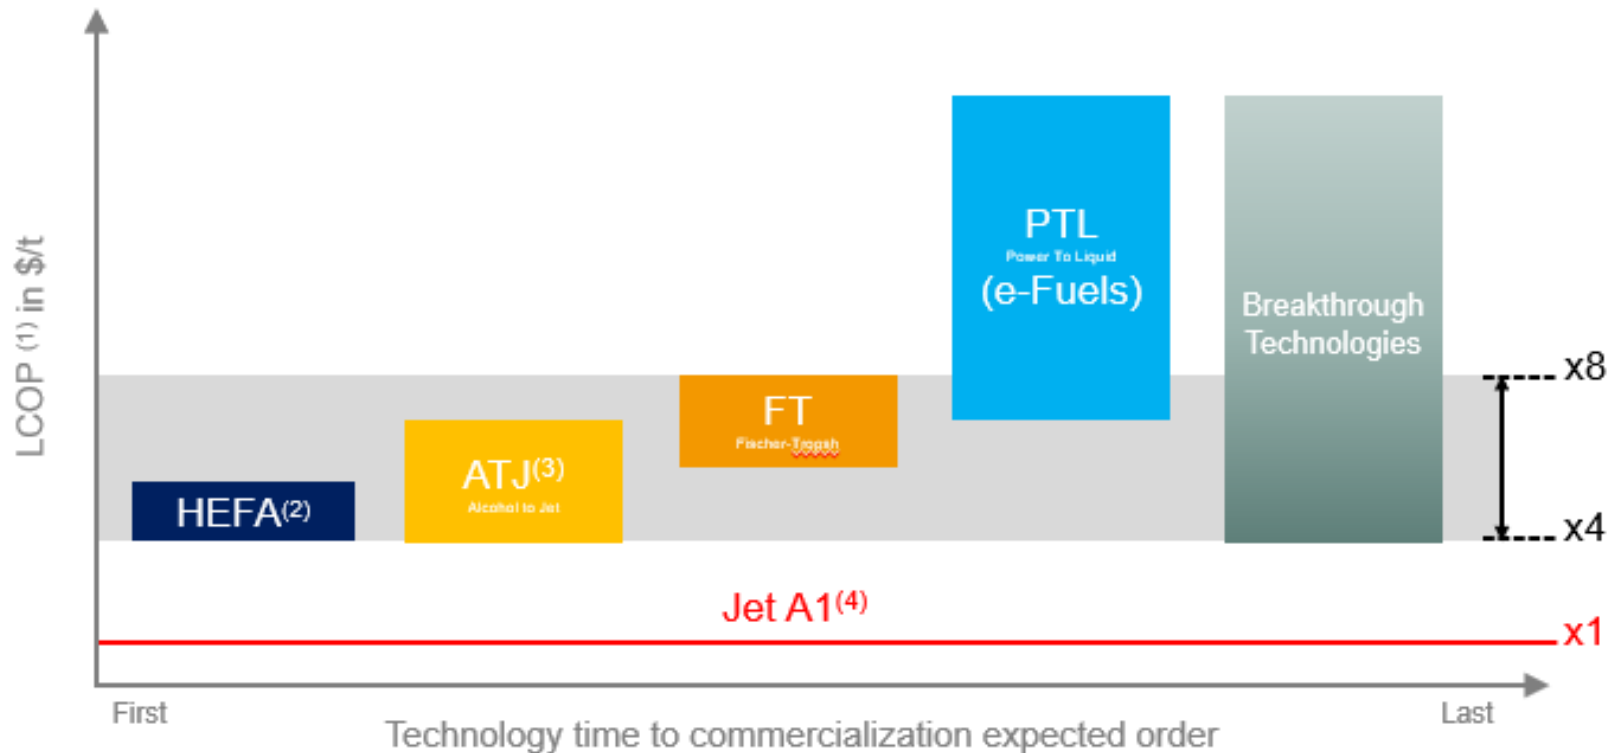 LCOP (1) in $/t
PTL
Power To Liquid
(e-Fuels)
Breakthrough
Technologies
x8
FT
Fischer-Tropsh
ATJ(3)
Alcohol to Jet
HEFA(2)
x4
Jet A1(4)
x1
First
Last
Technology time to commercialization expected order